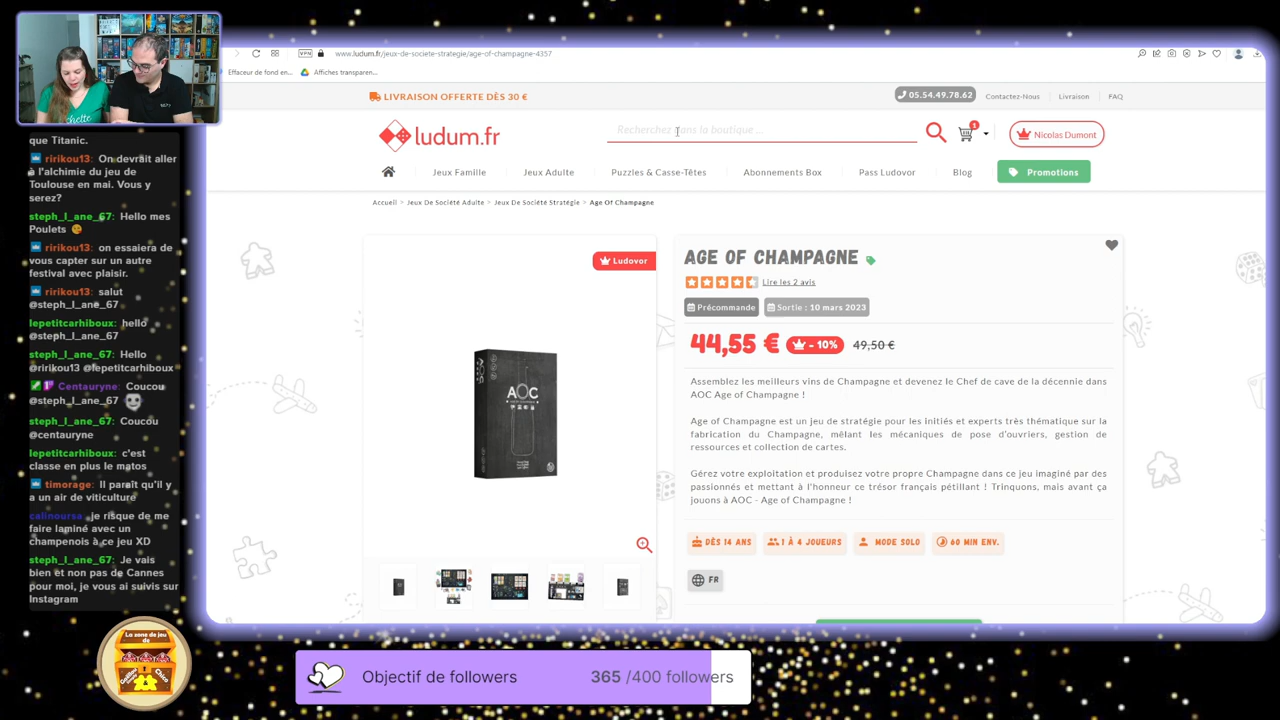 VPN
www.ludum.fr/jeux-de-societe-strategie/age-of-champagne-4357
Effaceur de fond en...
Affiches transparen...
LIVRAISON OFFERTE DÈS 30 €
05.54.49.78.62
Contactez-Nous
Livraison
FAQ
ludum.fr
Recherchez dans la boutique ...
1
Nicolas Dumont
Jeux Famille
Jeux Adulte
Puzzles & Casse-Têtes
Abonnements Box
Pass Ludovor
Blog
Promotions
Accueil > Jeux De Société Adulte > Jeux De Société Stratégie > Age Of Champagne
Ludovor
AOC
AGE OF CHAMPAGNE
Lire les 2 avis
Précommande
Sortie : 10 mars 2023
44,55 €
- 10%
49,50 €
Assemblez les meilleurs vins de Champagne et devenez le Chef de cave de la décennie dans
AOC Age of Champagne !
Age of Champagne est un jeu de stratégie pour les initiés et experts très thématique sur la
fabrication du Champagne, mêlant les mécaniques de pose d'ouvriers, gestion de
ressources et collection de cartes.
Gérez votre exploitation et produisez votre propre Champagne dans ce jeu imaginé par des
passionnés et mettant à l'honneur ce trésor français pétillant ! Trinquons, mais avant ça
jouons à AOC - Age of Champagne !
DÈS 14 ANS
1 À 4 JOUEURS
MODE SOLO
60 MIN ENV.
FR
que Titanic.
ririkou13: On devrait aller
à l'alchimie du jeu de
Toulouse en mai. Vous y
serez?
steph_l_ane_67: Hello mes
Poulets
ririkou13: on essaiera de
vous capter sur un autre
festival avec plaisir.
ririkou13: salut
@steph_l_ane_67
lepetitcarhiboux: hello
@steph_l_ane_67
steph_l_ane_67: Hello
@ririkou13 @lepetitcarhiboux
Centauryne: Coucou
@steph_l_ane_67
steph_l_ane_67: Coucou
@centauryne
lepetitcarhiboux: c'est
classe en plus le matos
timorage: Il paraît qu'il y
a un air de viticulture
calinoursa: je risque de me
faire laminé avec un
champenois à ce jeu XD
steph_l_ane_67: Je vais
bien et non pas de Cannes
pour moi, je vous ai suivis sur
Instagram
La zone de jeu
de
Chico
Objectif de followers
365 /400 followers